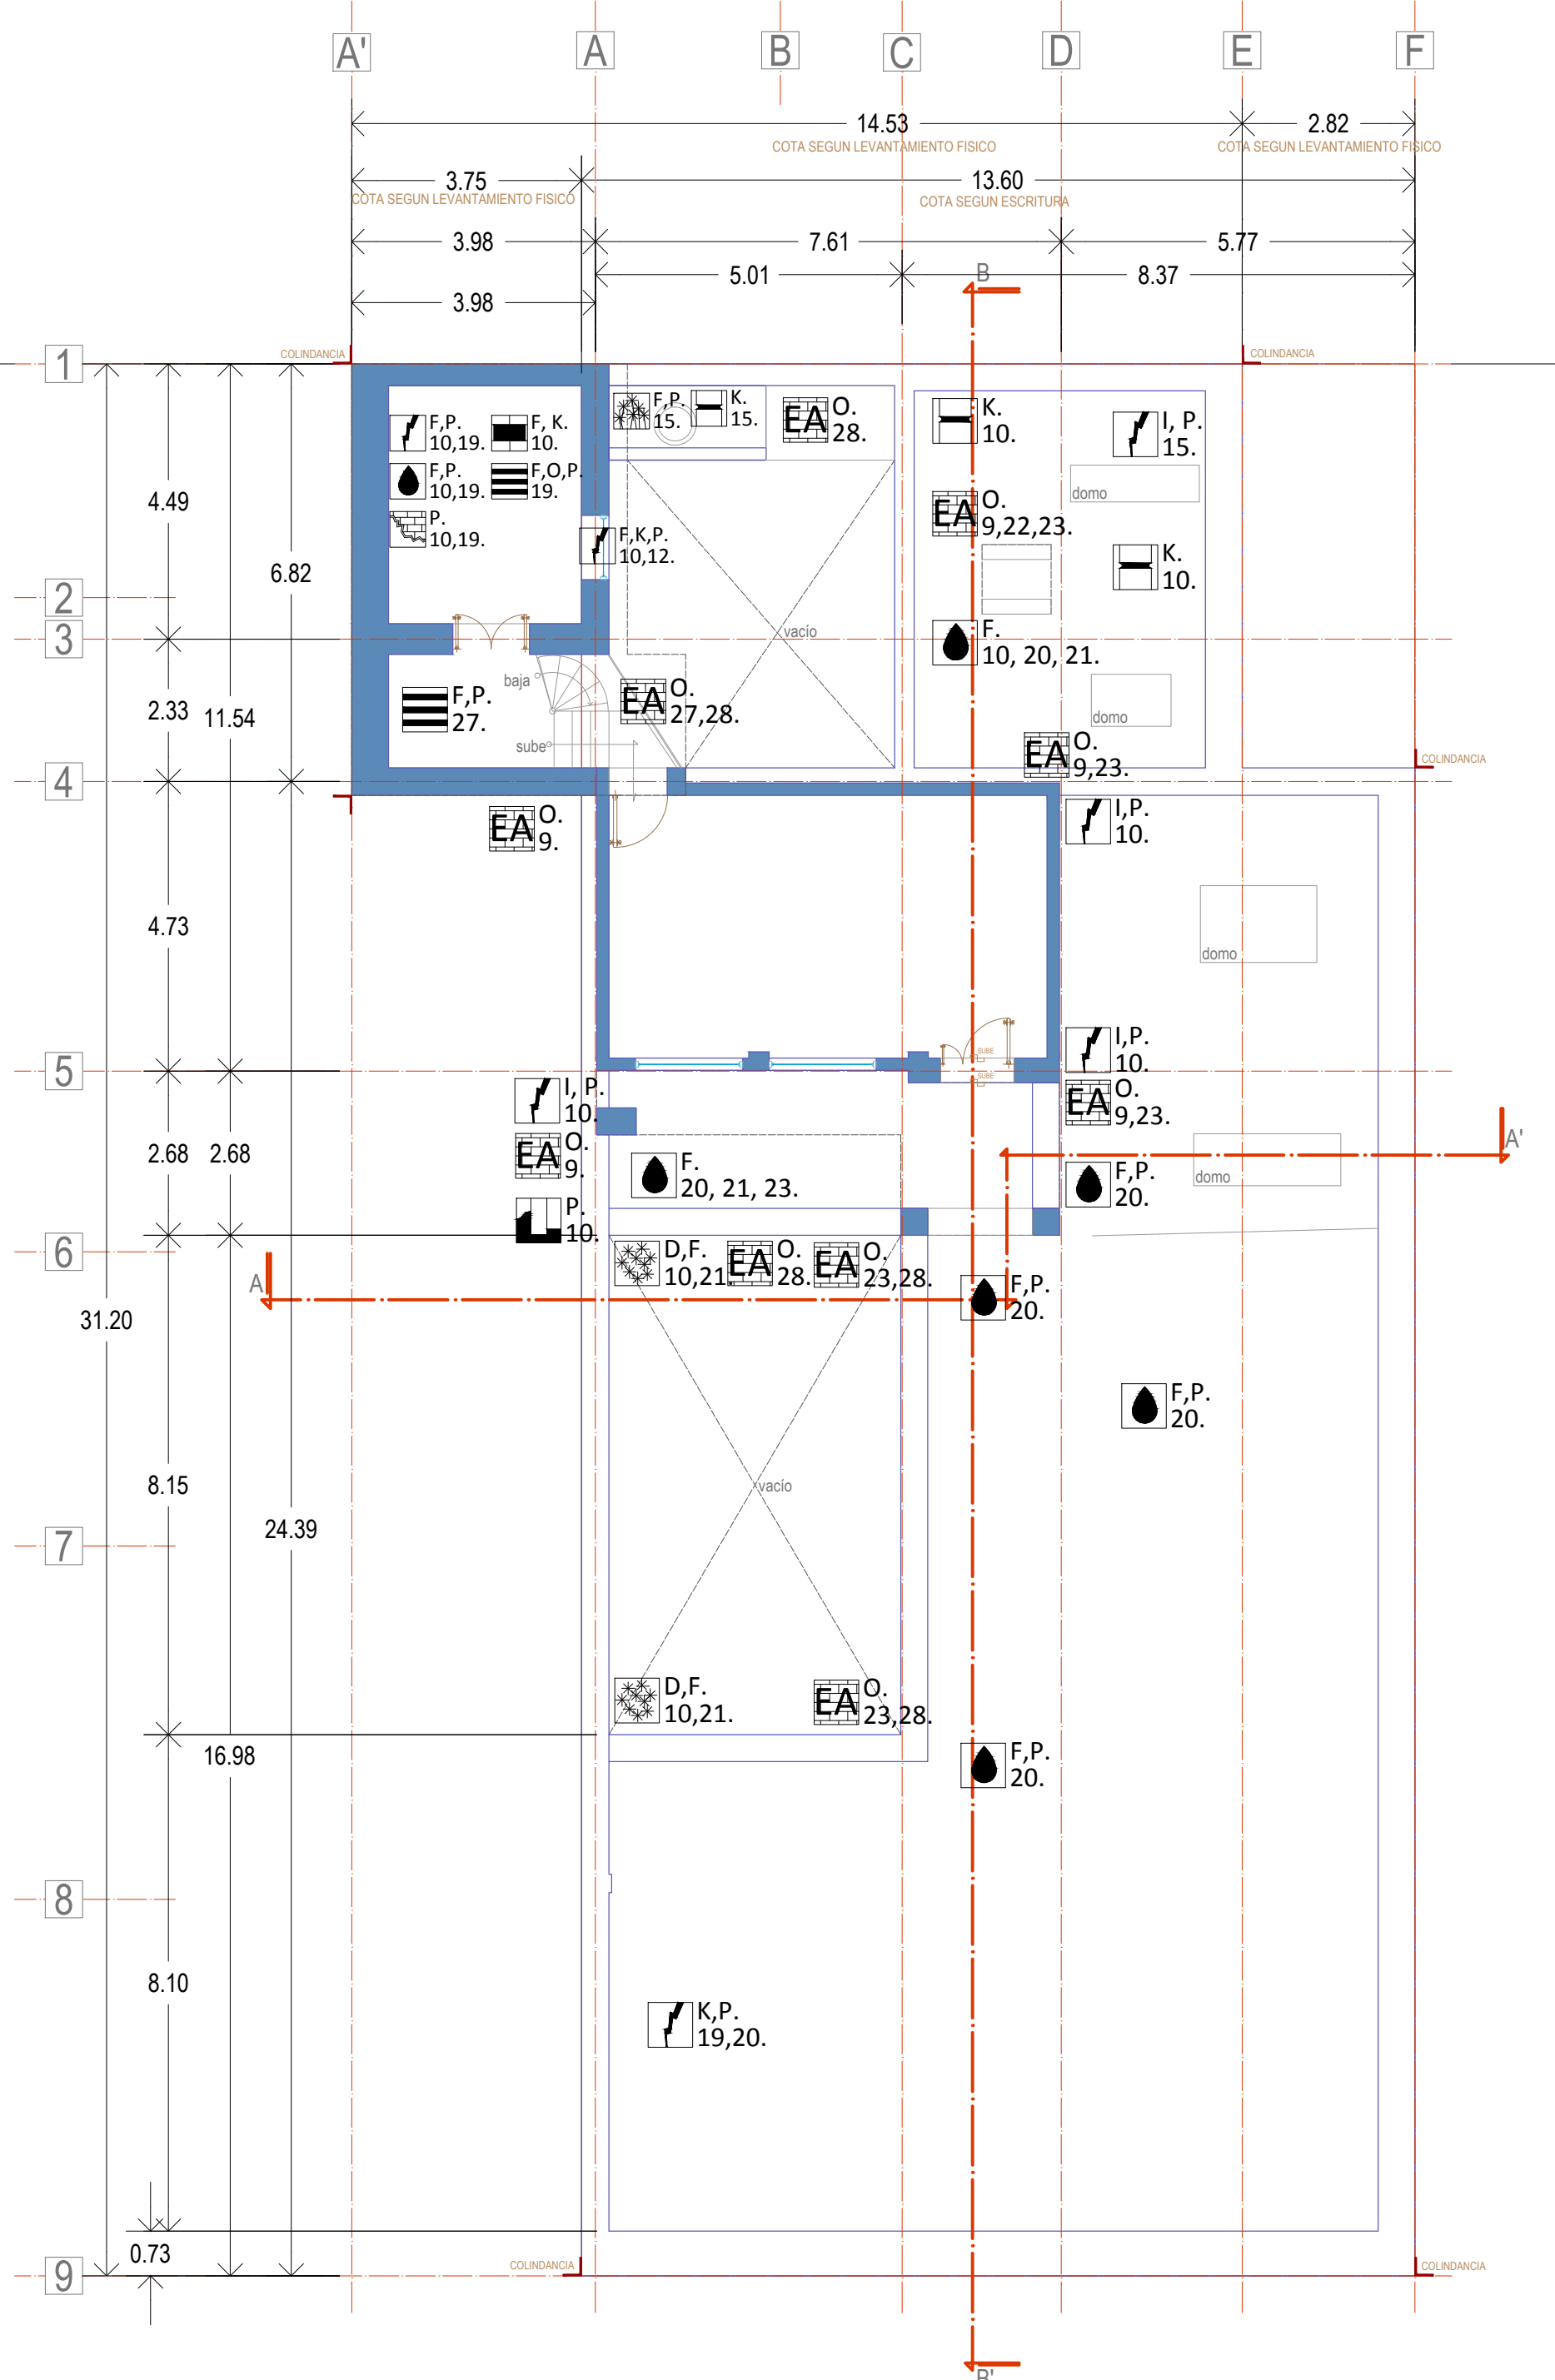 A'
A
B
C
D
E
F
14.53
2.82
COTA SEGUN LEVANTAMIENTO FISICO
COTA SEGUN LEVANTAMIENTO FISICO
3.75
13.60
COTA SEGUN LEVANTAMIENTO FISICO
COTA SEGUN ESCRITURA
3.98
7.61
5.77
5.01
B
8.37
3.98
COLINDANCIA
COLINDANCIA
1
F,P.
10,19.
F, K.
10.
F,P.
15.
K.
15.
EA
O.
28.
K.
10.
I, P.
15.
F,P.
10,19.
F,O,P.
19.
domo
4.49
P.
10,19.
EA
O.
9,22,23.
F,K,P.
10,12.
K.
10.
6.82
2
3
vacío
F.
10, 20, 21.
baja
F,P.
27.
EA
O.
27,28.
2.33
11.54
domo
sube
EA
O.
9,23.
COLINDANCIA
4
EA
O.
9.
I,P.
10.
4.73
domo
I,P.
10.
SUBE
SUBE
5
I, P.
10.
EA
O.
9,23.
EA
O.
9.
2.68
2.68
A'
F.
20, 21, 23.
F,P.
20.
domo
P.
10.
6
D,F.
10,21.
EA
O.
28.
EA
O.
23,28.
A
F,P.
20.
31.20
F,P.
20.
8.15
vacío
24.39
7
D,F.
10,21.
EA
O.
23,28.
16.98
F,P.
20.
8
8.10
K,P.
19,20.
0.73
9
COLINDANCIA
COLINDANCIA
B'